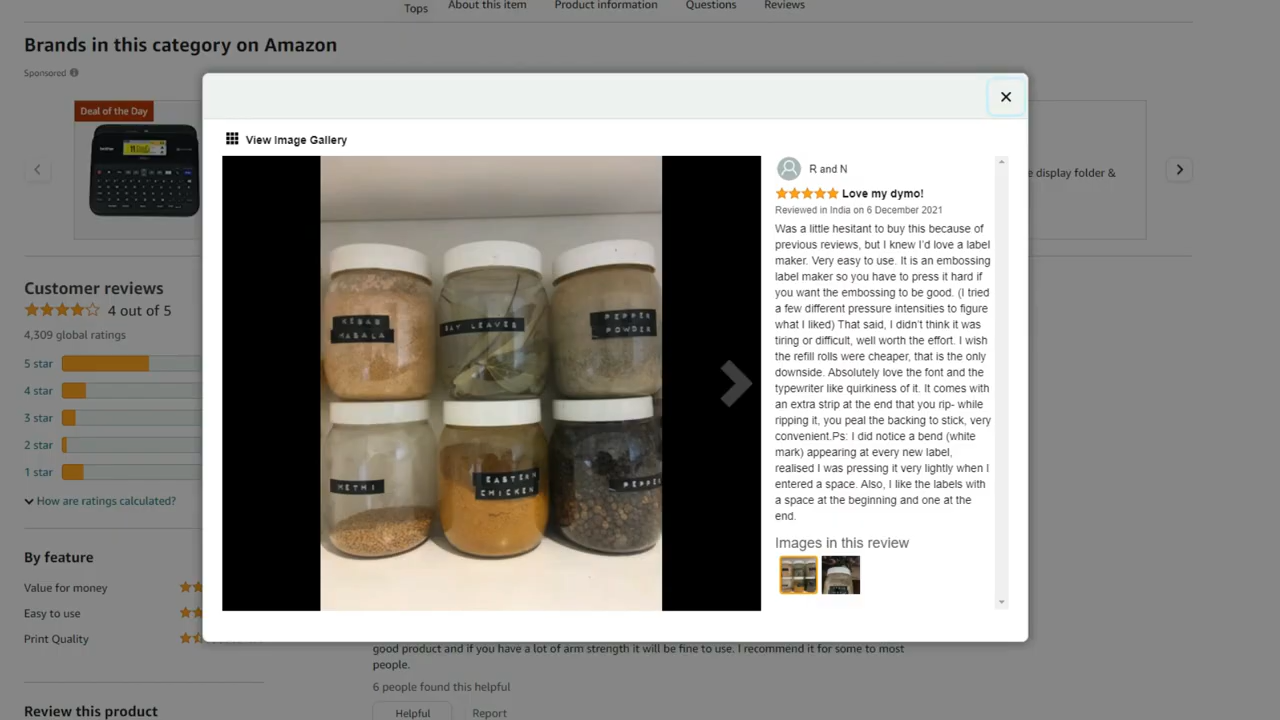 Tops
About this item
Product information
Questions
Reviews
Brands in this category on Amazon
Sponsored
Deal of the Day
brother
e display folder &
Customer reviews
4 out of 5
4,309 global ratings
5 star
4 star
3 star
2 star
1 star
How are ratings calculated?
By feature
Value for money
Easy to use
Print Quality
Review this product
View Image Gallery
KEBAB
MASALA
BAY LEAVES
PEPPER
POWDER
METHI
EASTERN
CHICKEN
PEPPER
R and N
Love my dymo!
Reviewed in India on 6 December 2021
Was a little hesitant to buy this because of
previous reviews, but I knew I'd love a label
maker. Very easy to use. It is an embossing
label maker so you have to press it hard if
you want the embossing to be good. (I tried
a few different pressure intensities to figure
what I liked) That said, I didn't think it was
tiring or difficult, well worth the effort. I wish
the refill rolls were cheaper, that is the only
downside. Absolutely love the font and the
typewriter like quirkiness of it. It comes with
an extra strip at the end that you rip- while
ripping it, you peal the backing to stick, very
convenient.Ps: I did notice a bend (white
mark) appearing at every new label,
realised I was pressing it very lightly when I
entered a space. Also, I like the labels with
a space at the beginning and one at the
end.
Images in this review
good product and if you have a lot of arm strength it will be fine to use. I recommend it for some to most
people.
6 people found this helpful
Helpful
Report